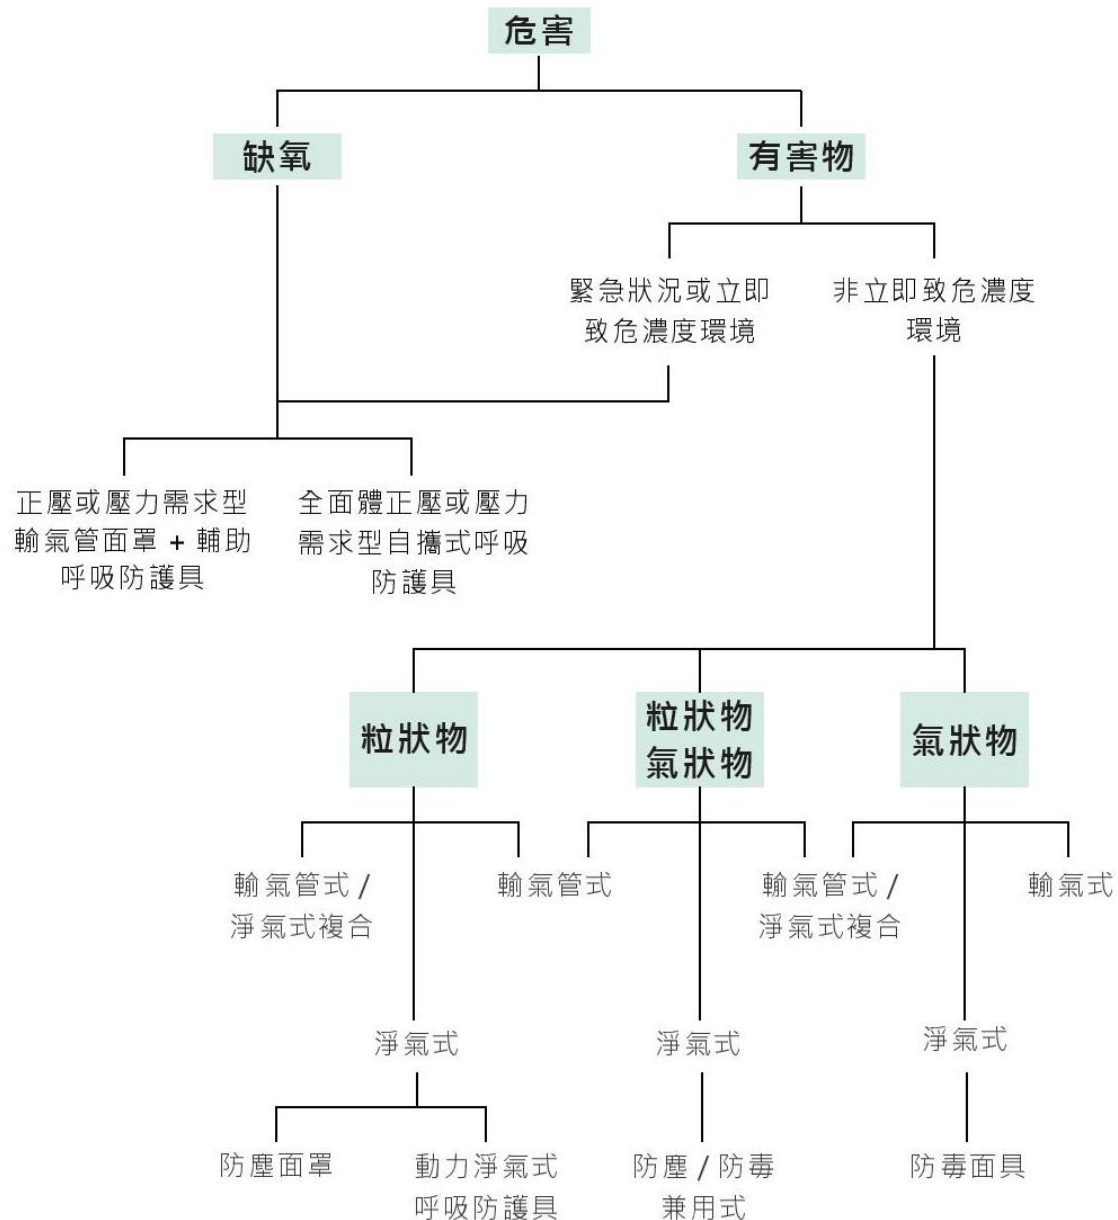 危害
缺氧
有害物
緊急狀況或立即
致危濃度環境
非立即致危濃度
環境
正壓或壓力需求型
輸氣管面罩 + 輔助
呼吸防護具
全面體正壓或壓力
需求型自攜式呼吸
防護具
粒狀物
粒狀物
氣狀物
氣狀物
輸氣管式 /
淨氣式複合
輸氣管式
輸氣管式 /
淨氣式複合
輸氣式
淨氣式
淨氣式
淨氣式
防塵面罩
動力淨氣式
呼吸防護具
防塵 / 防毒
兼用式
防毒面具